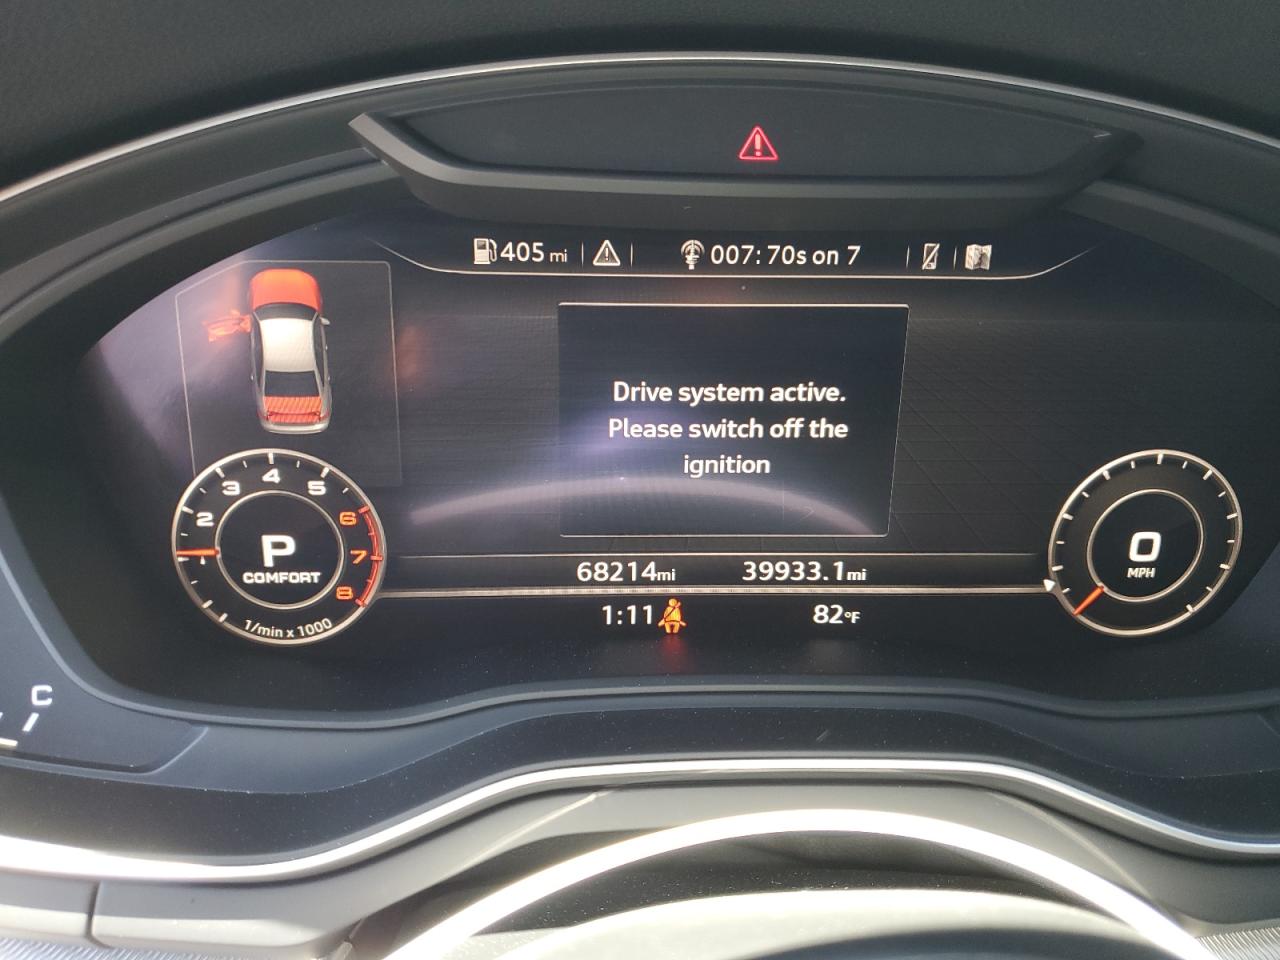 405 mi
007: 70s on 7
Drive system active.
Please switch off the
ignition
1 2 3 4 5 6 7 8
P
COMFORT
1/min x 1000
0
MPH
68214mi 39933.1mi
1:11 82°F
C